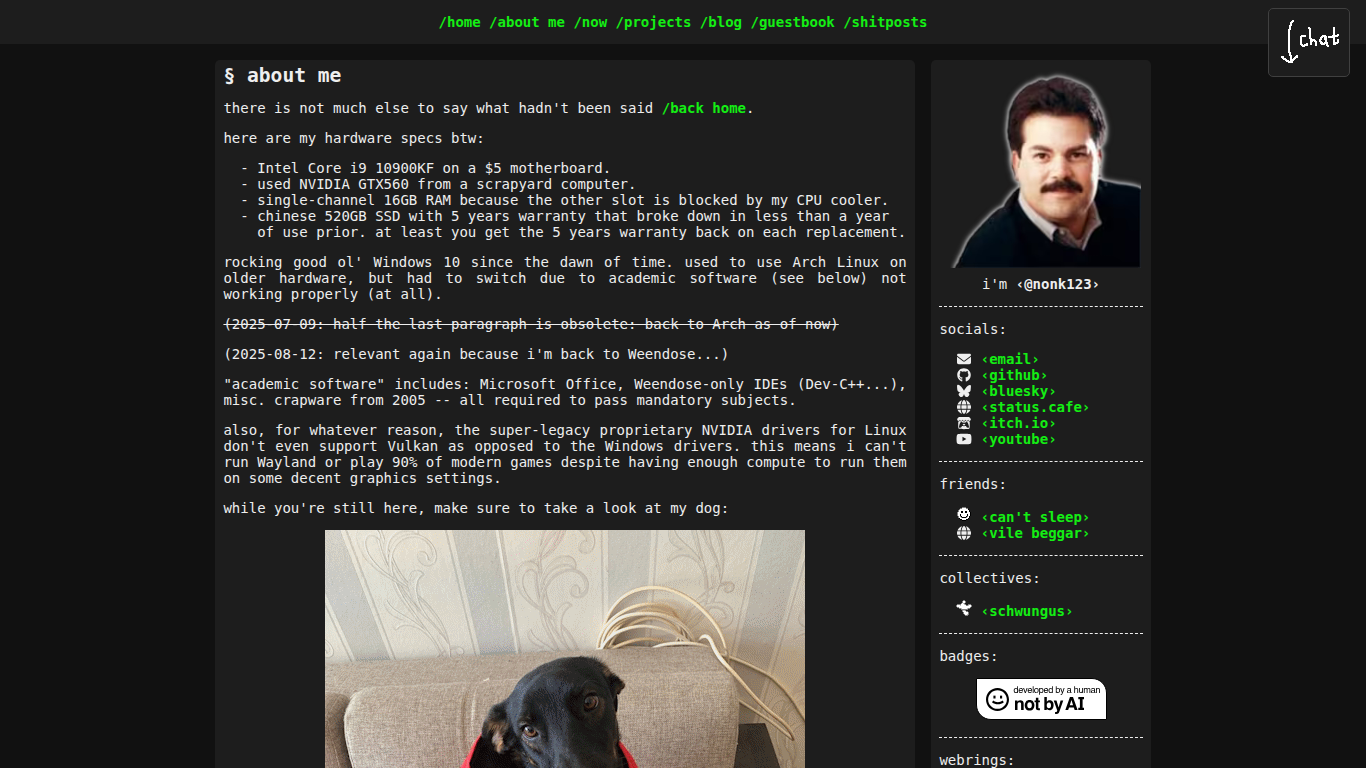 /home /about me /now /projects /blog /guestbook /shitposts
chat
§ about me
there is not much else to say what hadn't been said /back home.
here are my hardware specs btw:
- Intel Core i9 10900KF on a $5 motherboard.
- used NVIDIA GTX560 from a scrapyard computer.
- single-channel 16GB RAM because the other slot is blocked by my CPU cooler.
- chinese 520GB SSD with 5 years warranty that broke down in less than a year
of use prior. at least you get the 5 years warranty back on each replacement.
rocking good ol' Windows 10 since the dawn of time. used to use Arch Linux on
older hardware, but had to switch due to academic software (see below) not
working properly (at all).
(2025-07-09: half the last paragraph is obsolete: back to Arch as of now)
(2025-08-12: relevant again because i'm back to Weendose...)
"academic software" includes: Microsoft Office, Weendose-only IDEs (Dev-C++...),
misc. crapware from 2005 -- all required to pass mandatory subjects.
also, for whatever reason, the super-legacy proprietary NVIDIA drivers for Linux
don't even support Vulkan as opposed to the Windows drivers. this means i can't
run Wayland or play 90% of modern games despite having enough compute to run them
on some decent graphics settings.
while you're still here, make sure to take a look at my dog:
i'm ‹@nonk123›
socials:
‹email›
‹github›
‹bluesky›
‹status.cafe›
‹itch.io›
‹youtube›
friends:
‹can't sleep›
‹vile beggar›
collectives:
‹schwungus›
badges:
developed by a human
not by AI
webrings: